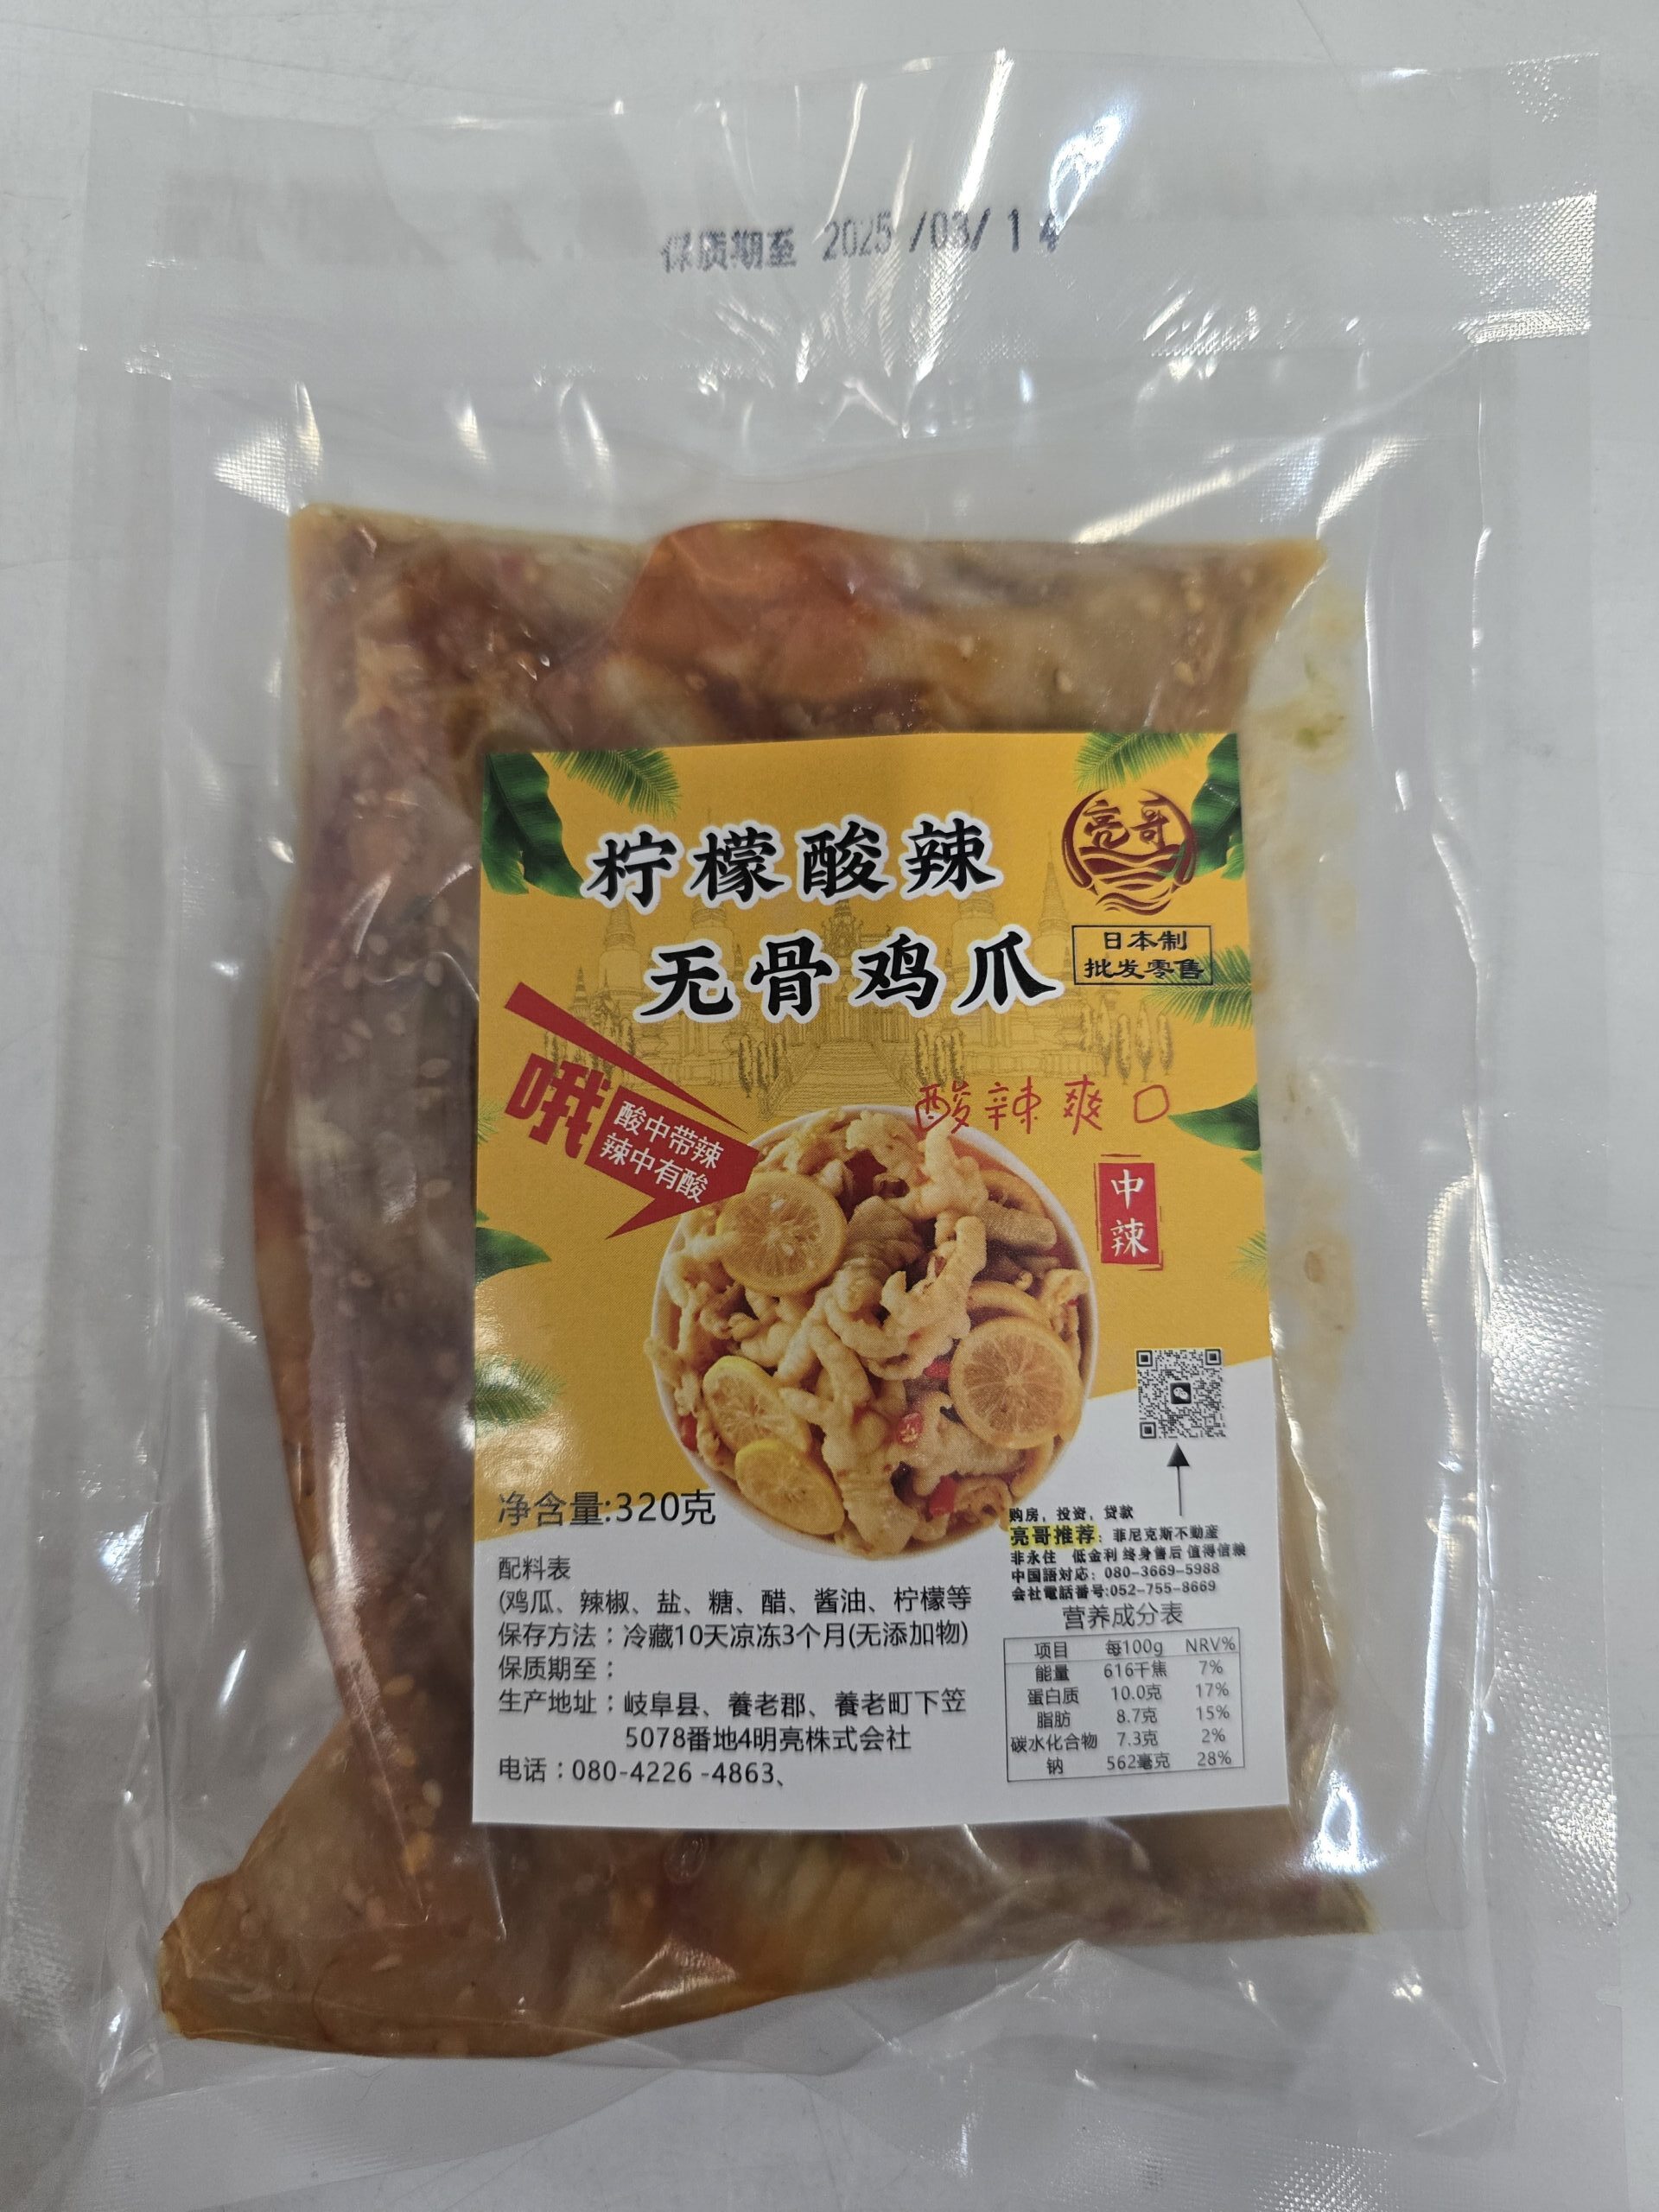 保质期至 2025/03/14
亮哥
柠檬酸辣
无骨鸡爪
日本制
批发零售
哦
酸中带辣
辣中有酸
酸辣爽口
中辣
净含量:320克
配料表
(鸡瓜、辣椒、盐、糖、醋、酱油、柠檬等
保存方法：冷藏10天凉冻3个月(无添加物)
保质期至；
生产地址：岐阜县、養老郡、養老町下笠
5078番地4明亮株式会社
电话：080-4226-4863、
购房，投资，贷款
亮哥推荐：菲尼克斯不動産
非永住 低金利 终身售后 值得信赖
中国語対応：080-3669-5988
会社電話番号:052-755-8669
营养成分表
项目 每100g NRV%
能量 616千焦 7%
蛋白质 10.0克 17%
脂肪 8.7克 15%
碳水化合物 7.3克 2%
钠 562毫克 28%